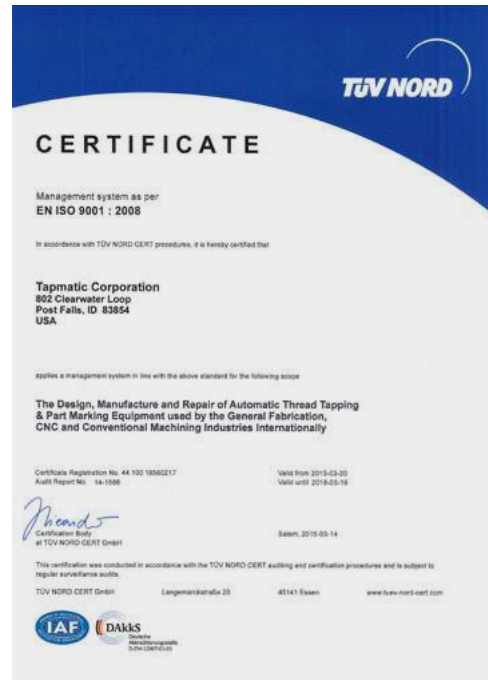 TÜV NORD
CERTIFICATE
Management system as per
EN ISO 9001 : 2008
In accordance with TÜV NORD CERT procedures, it is hereby certified that
Tapmatic Corporation
802 Clearwater Loop
Post Falls, ID 83854
USA
applies a management system in line with the above standard for the following scope
The Design, Manufacture and Repair of Automatic Thread Tapping
& Part Marking Equipment used by the General Fabrication,
CNC and Conventional Machining Industries Internationally
Certificate Registration No. 44 100
Audit Report No. 14-1686
Valid from 2015-03-20
Valid until 2018-03-19
Certification Body
at TÜV NORD CERT GmbH
Salem,
This certification was conducted in accordance with the TÜV NORD CERT auditing and certification procedures and is subject to
regular surveillance audits.
TÜV NORD CERT GmbH Langemarckstraße 20 45141 Essen www.tuev-nord-cert.com
IAF
DAkkS
Deutsche
Akkreditierungsstelle